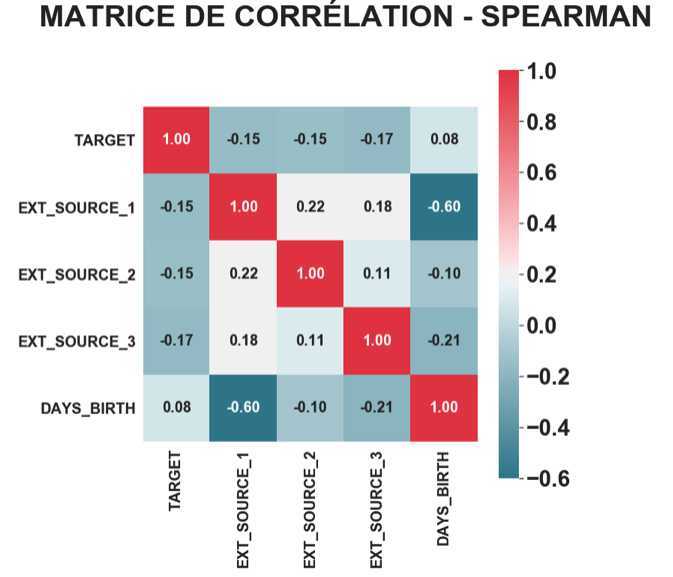 MATRICE DE CORRÉLATION - SPEARMAN
TARGET 1.00 -0.15 -0.15 -0.17 0.08
EXT_SOURCE_1 -0.15 1.00 0.22 0.18 -0.60
EXT_SOURCE_2 -0.15 0.22 1.00 0.11 -0.10
EXT_SOURCE_3 -0.17 0.18 0.11 1.00 -0.21
DAYS_BIRTH 0.08 -0.60 -0.10 -0.21 1.00
TARGET
EXT_SOURCE_1
EXT_SOURCE_2
EXT_SOURCE_3
DAYS_BIRTH
1.0
0.8
0.6
0.4
0.2
0.0
−0.2
−0.4
−0.6